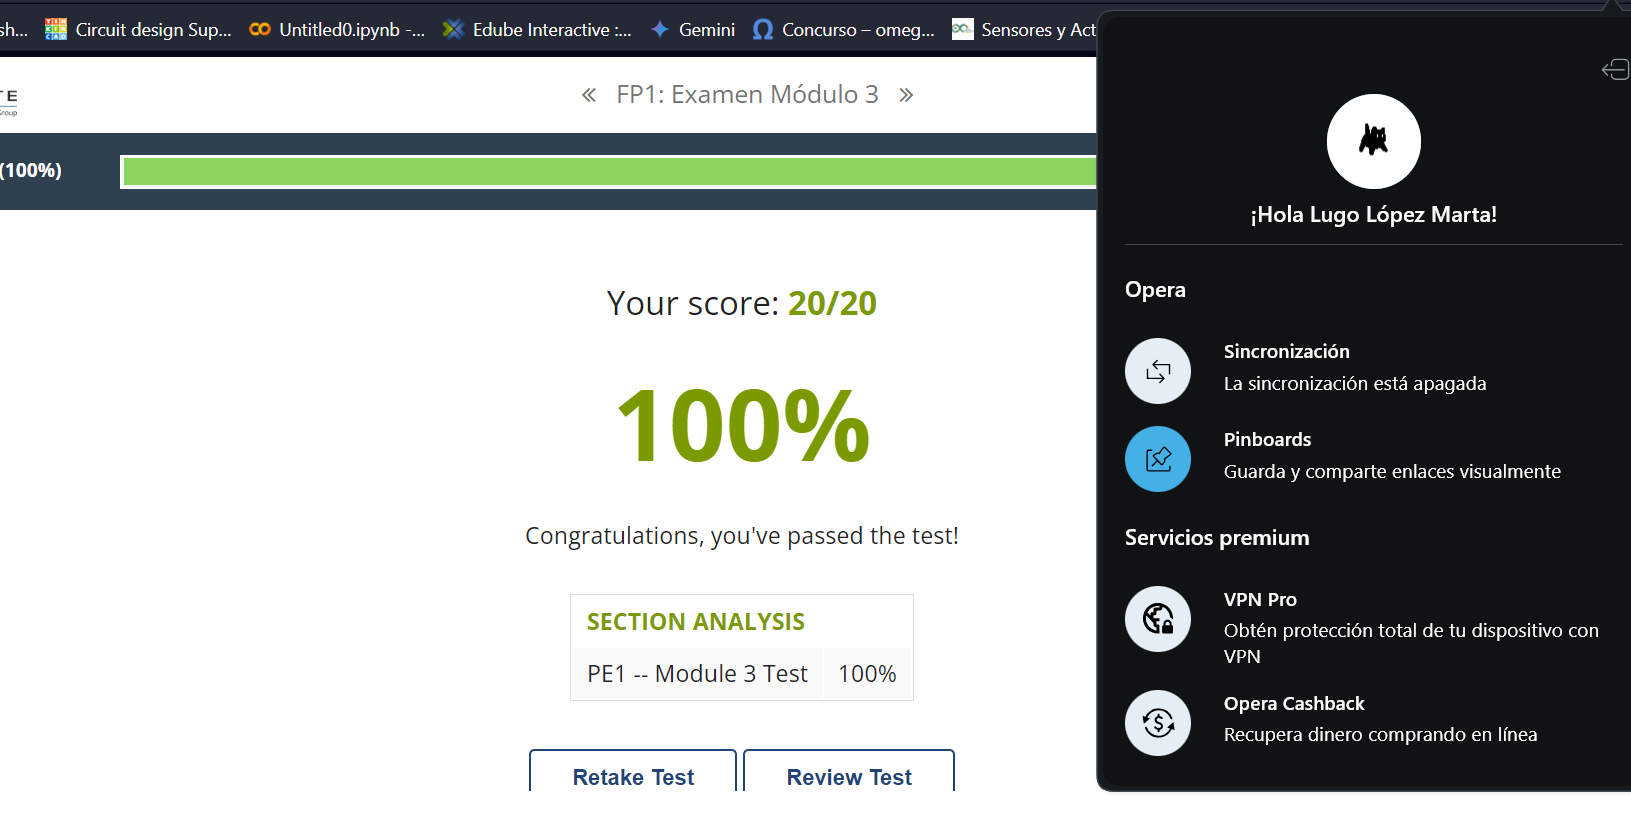 sh...
Circuit design Sup...
Untitled0.ipynb -...
Edube Interactive :...
Gemini
Concurso – omeg...
Sensores y Act
TE
Group
« FP1: Examen Módulo 3 »
(100%)
Your score: 20/20
100%
Congratulations, you've passed the test!
SECTION ANALYSIS
PE1 -- Module 3 Test 100%
Retake Test
Review Test
¡Hola Lugo López Marta!
Opera
Sincronización
La sincronización está apagada
Pinboards
Guarda y comparte enlaces visualmente
Servicios premium
VPN Pro
Obtén protección total de tu dispositivo con
VPN
Opera Cashback
Recupera dinero comprando en línea